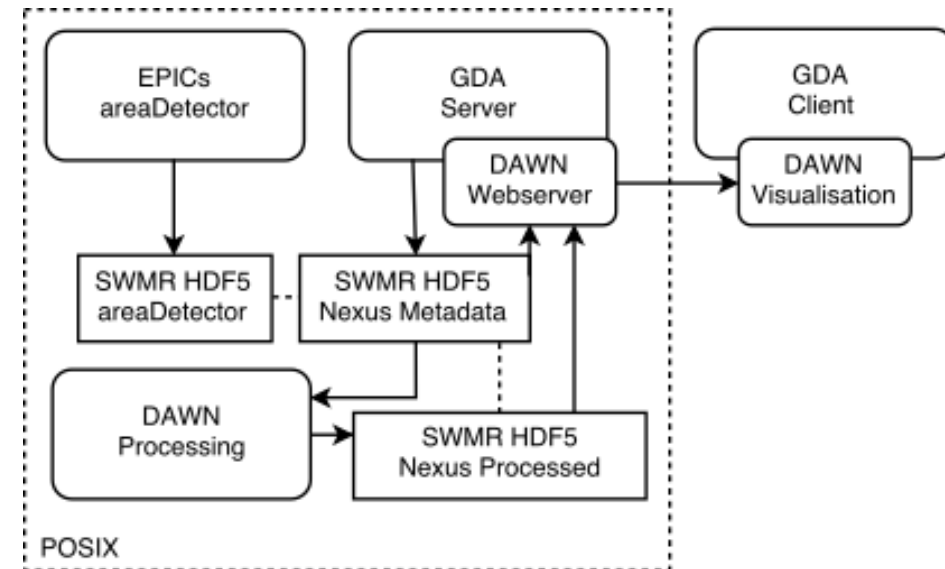 EPICs
areaDetector
GDA
Server
GDA
Client
DAWN
Webserver
DAWN
Visualisation
SWMR HDF5
areaDetector
SWMR HDF5
Nexus Metadata
DAWN
Processing
SWMR HDF5
Nexus Processed
POSIX